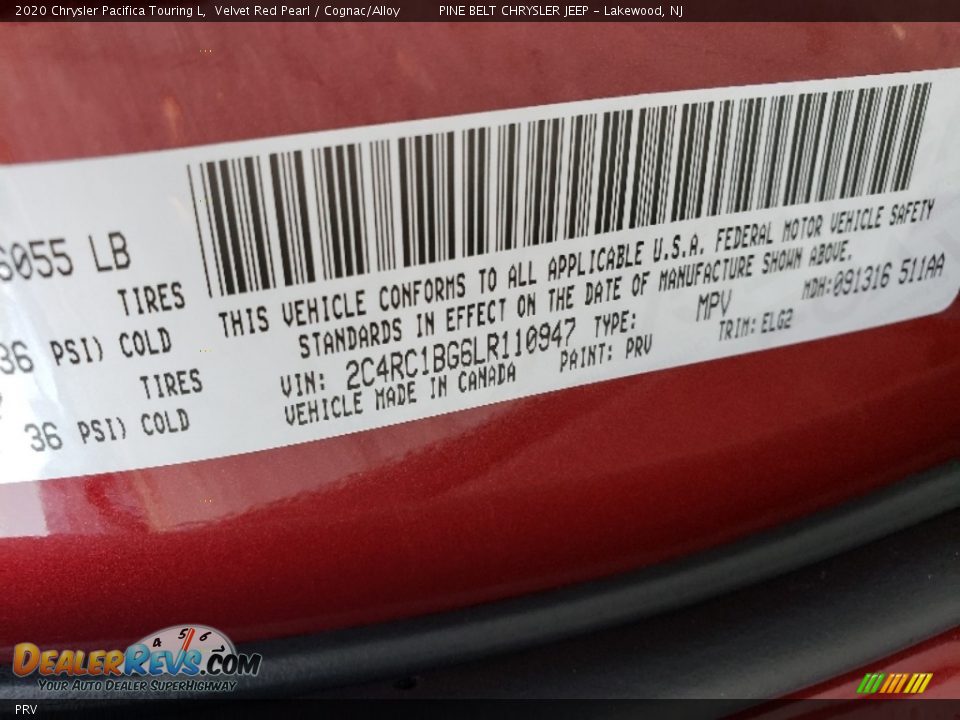 2020 Chrysler Pacifica Touring L, Velvet Red Pearl / Cognac/Alloy PINE BELT CHRYSLER JEEP - Lakewood, NJ
6055 LB
TIRES
36 PSI) COLD
TIRES
36 PSI) COLD
THIS VEHICLE CONFORMS TO ALL APPLICABLE U.S.A. FEDERAL MOTOR VEHICLE SAFETY
STANDARDS IN EFFECT ON THE DATE OF MANUFACTURE SHOWN ABOVE.
VIN: 2C4RC1BG6LR110947 TYPE: MPV MDH:091316 511AA
VEHICLE MADE IN CANADA PAINT: PRV TRIM: ELG2
4 5 6
DEALERREVS.COM
YOUR AUTO DEALER SUPERHIGHWAY
PRV